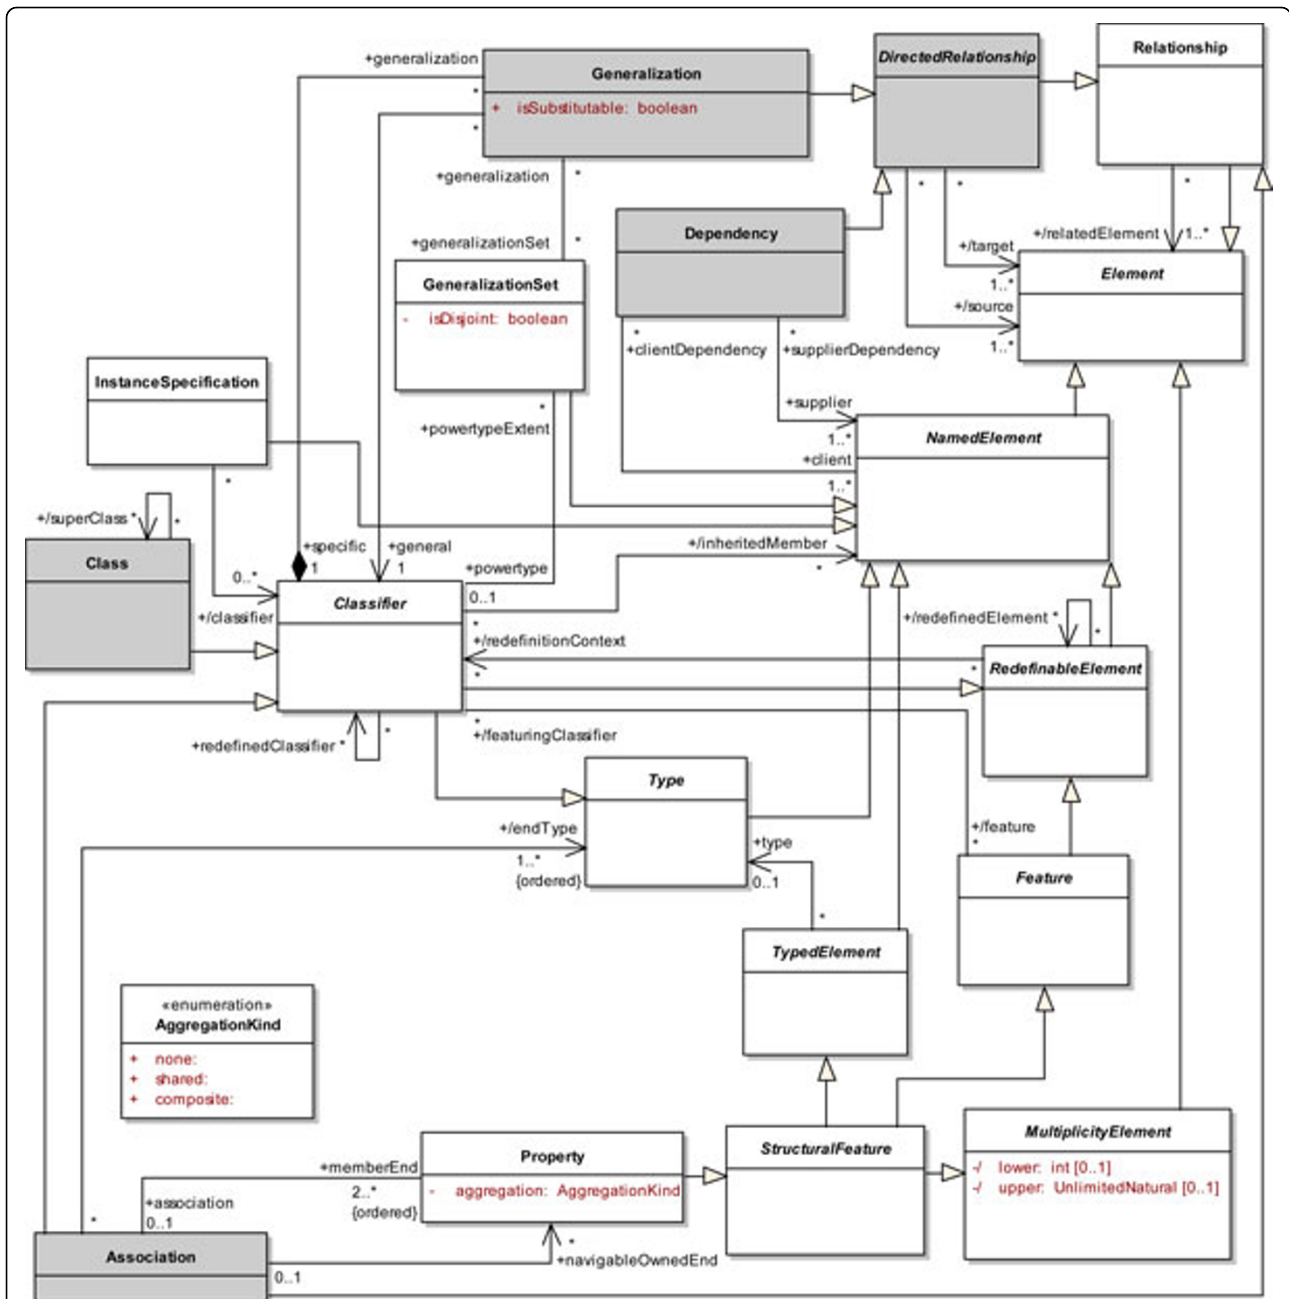 +generalization
*
Generalization
+ isSubstitutable: boolean
*
DirectedRelationship
Relationship
+generalization
*
*
*
*
+generalizationSet
*
Dependency
+/relatedElement
1..*
+/target
1..*
Element
+/source
1..*
GeneralizationSet
- isDisjoint: boolean
*
+clientDependency
*
+supplierDependency
InstanceSpecification
*
+powertypeExtent
+supplier
1..*
NamedElement
+client
1..*
*
+/superClass *
*
Class
+specific
1
+general
1
+/inheritedMember
*
+powertype
0..1
0..*
+/classifier
Classifier
*
+/redefinitionContext
+/redefinedElement *
*
RedefinableElement
*
*
+redefinedClassifier *
*
*
+/featuringClassifier
Type
+/endType
1..*
{ordered}
+type
0..1
+/feature
*
Feature
*
TypedElement
«enumeration»
AggregationKind
+ none:
+ shared:
+ composite:
+memberEnd
2..*
{ordered}
Property
- aggregation: AggregationKind
StructuralFeature
MultiplicityElement
-/ lower: int [0..1]
-/ upper: UnlimitedNatural [0..1]
+association
0..1
*
Association
0..1
*
+navigableOwnedEnd